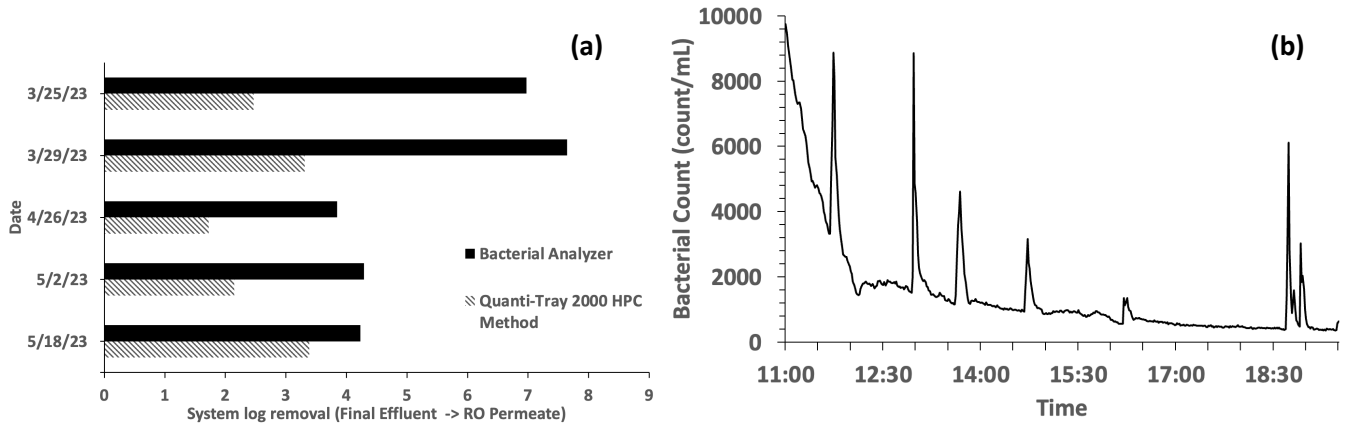 (a)
3/25/23
3/29/23
4/26/23
5/2/23
5/18/23
Date
Bacterial Analyzer
Quanti-Tray 2000 HPC
Method
0 1 2 3 4 5 6 7 8 9
System log removal (Final Effluent -> RO Permeate)
(b)
10000
8000
6000
4000
2000
0
Bacterial Count (count/mL)
11:00 12:30 14:00 15:30 17:00 18:30
Time